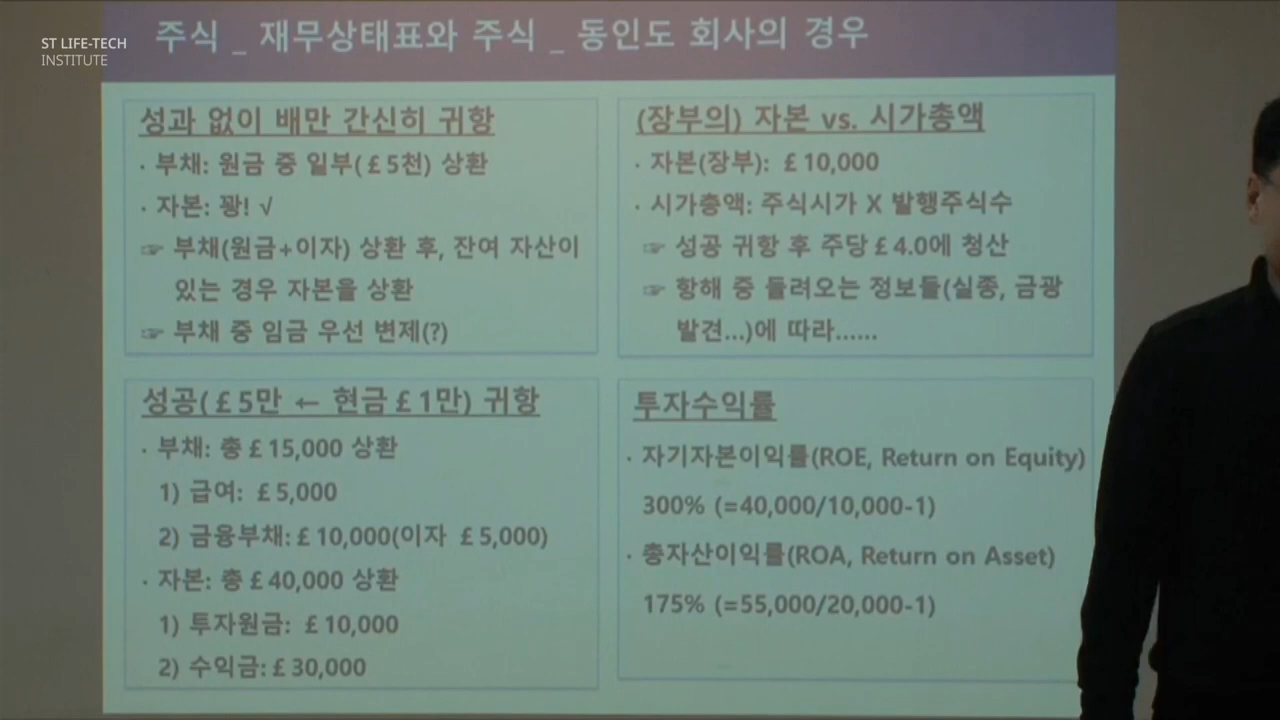 ST LIFE-TECH
INSTITUTE
주식 _ 재무상태표와 주식 _ 동인도 회사의 경우
성과 없이 배만 간신히 귀항
· 부채: 원금 중 일부(£5천) 상환
· 자본: 꽝! √
☞ 부채(원금+이자) 상환 후, 잔여 자산이
있는 경우 자본을 상환
☞ 부채 중 임금 우선 변제(?)
(장부의) 자본 vs. 시가총액
· 자본(장부): £10,000
· 시가총액: 주식시가 X 발행주식수
☞ 성공 귀항 후 주당£4.0에 청산
☞ 항해 중 들려오는 정보들(실종, 금광
발견...)에 따라......
성공(£5만 ← 현금£1만) 귀항
· 부채: 총£15,000 상환
1) 급여: £5,000
2) 금융부채:£10,000(이자 £5,000)
· 자본: 총£40,000 상환
1) 투자원금: £10,000
2) 수익금:£30,000
투자수익률
· 자기자본이익률(ROE, Return on Equity)
300% (=40,000/10,000-1)
· 총자산이익률(ROA, Return on Asset)
175% (=55,000/20,000-1)